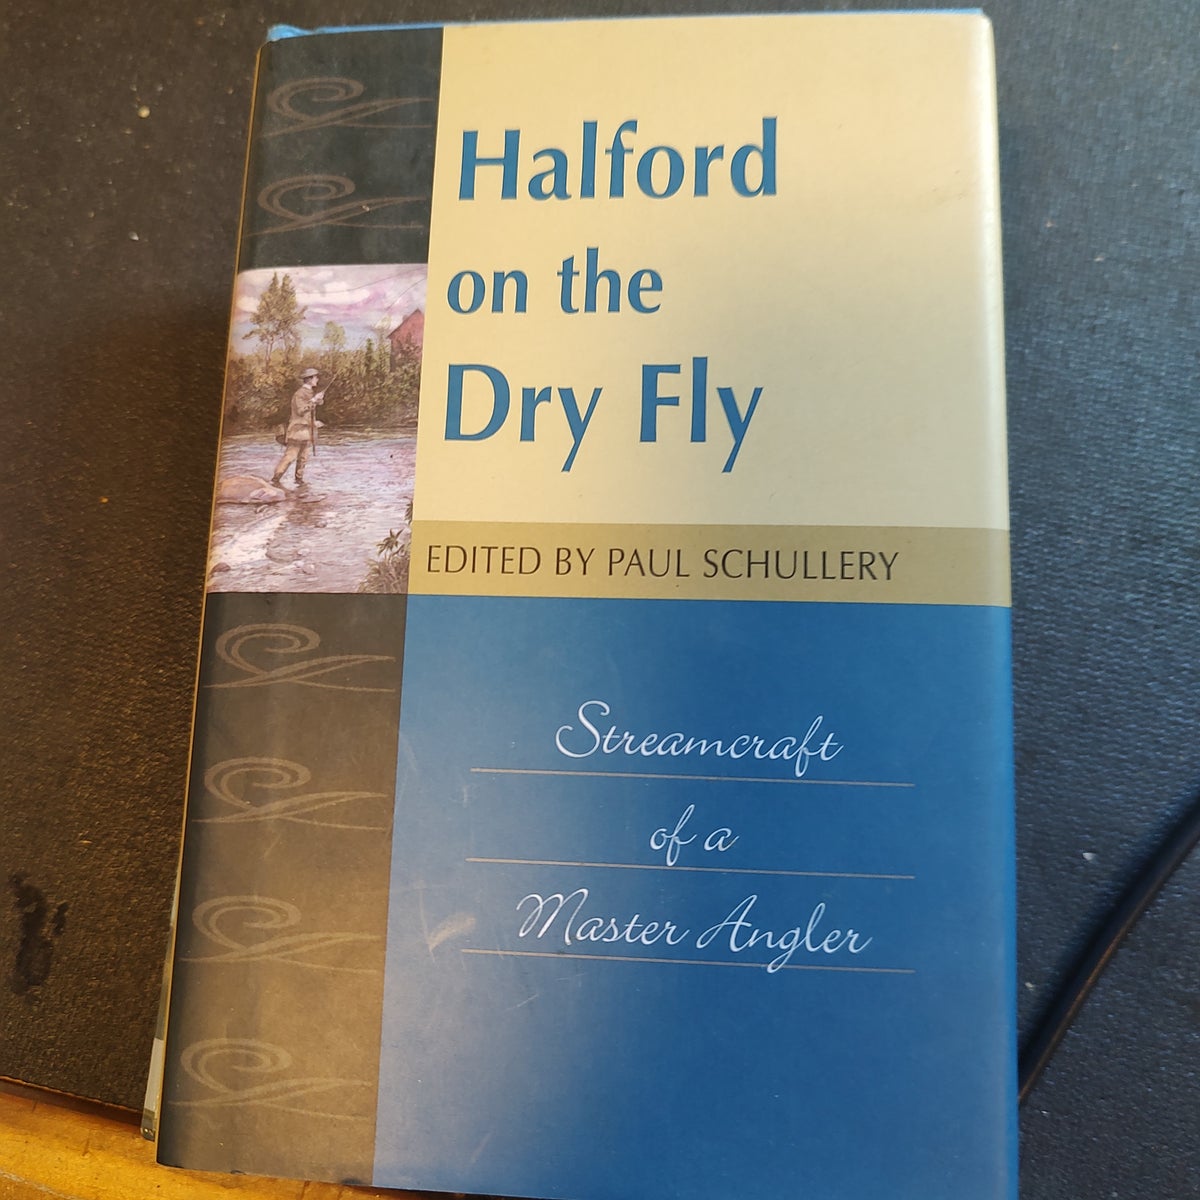 Halford
on the
Dry Fly
EDITED BY PAUL SCHULLERY
Streamcraft
of a
Master Angler